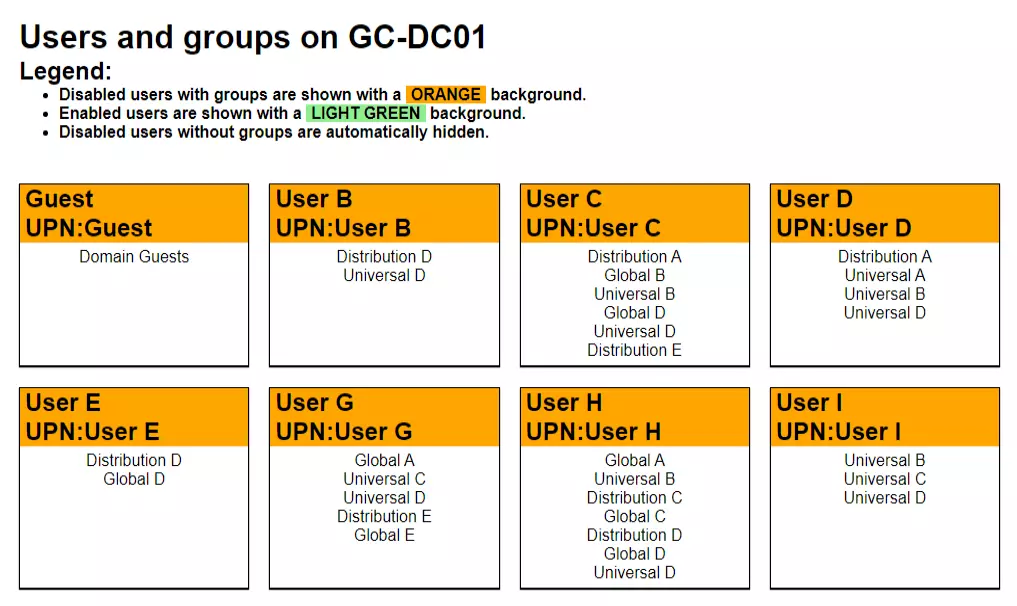 Users and groups on GC-DC01
Legend:
Disabled users with groups are shown with a ORANGE background.
Enabled users are shown with a LIGHT GREEN background.
Disabled users without groups are automatically hidden.
Guest
UPN:Guest
Domain Guests
User B
UPN:User B
Distribution D
Universal D
User C
UPN:User C
Distribution A
Global B
Universal B
Global D
Universal D
Distribution E
User D
UPN:User D
Distribution A
Universal A
Universal B
Universal D
User E
UPN:User E
Distribution D
Global D
User G
UPN:User G
Global A
Universal C
Universal D
Distribution E
Global E
User H
UPN:User H
Global A
Universal B
Distribution C
Global C
Distribution D
Global D
Universal D
User I
UPN:User I
Universal B
Universal C
Universal D